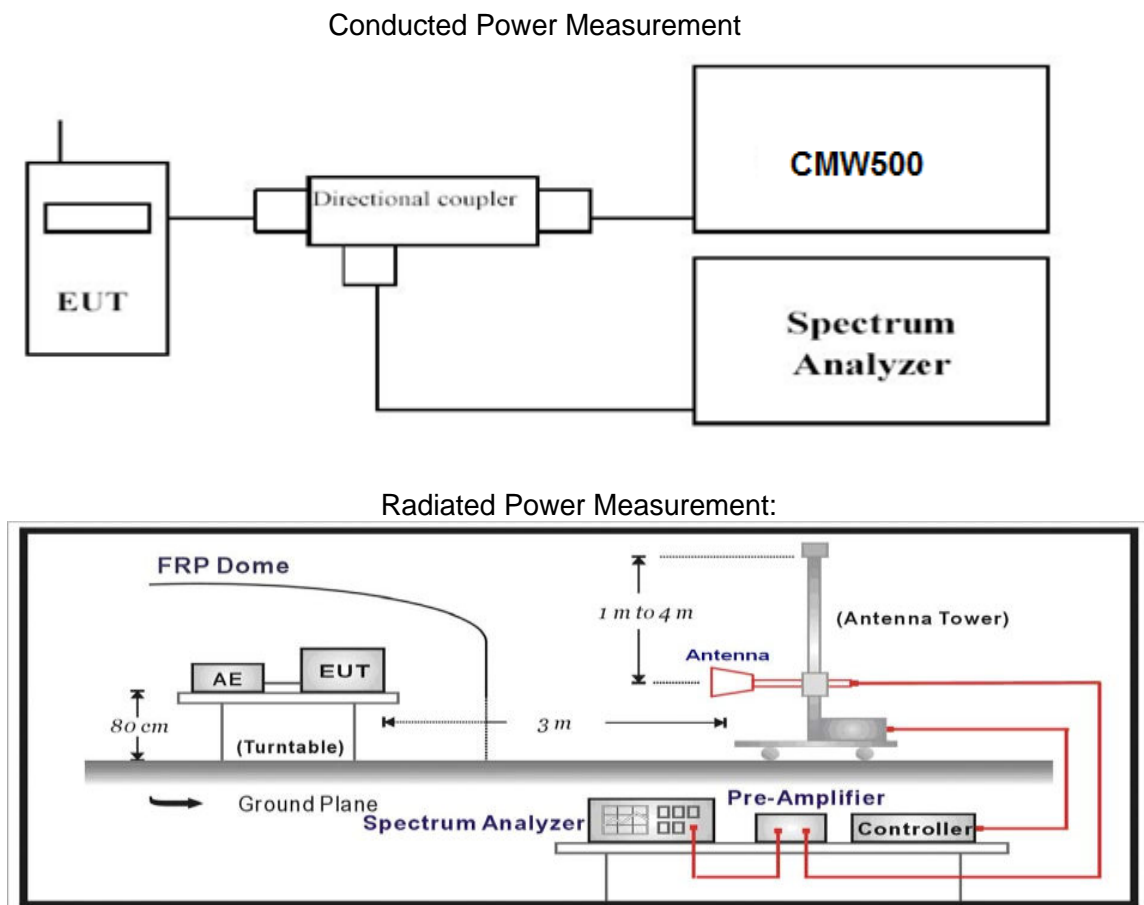 Conducted Power Measurement
CMW500
Directional coupler
EUT
Spectrum
Analyzer
Radiated Power Measurement:
FRP Dome
1 m to 4 m
(Antenna Tower)
Antenna
AE
EUT
80 cm
3 m
(Turntable)
Ground Plane
Pre-Amplifier
Spectrum Analyzer
Controller